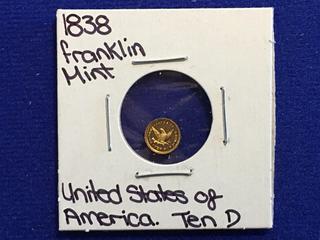 1838
Franklin
Mint
United States of
America. Ten D